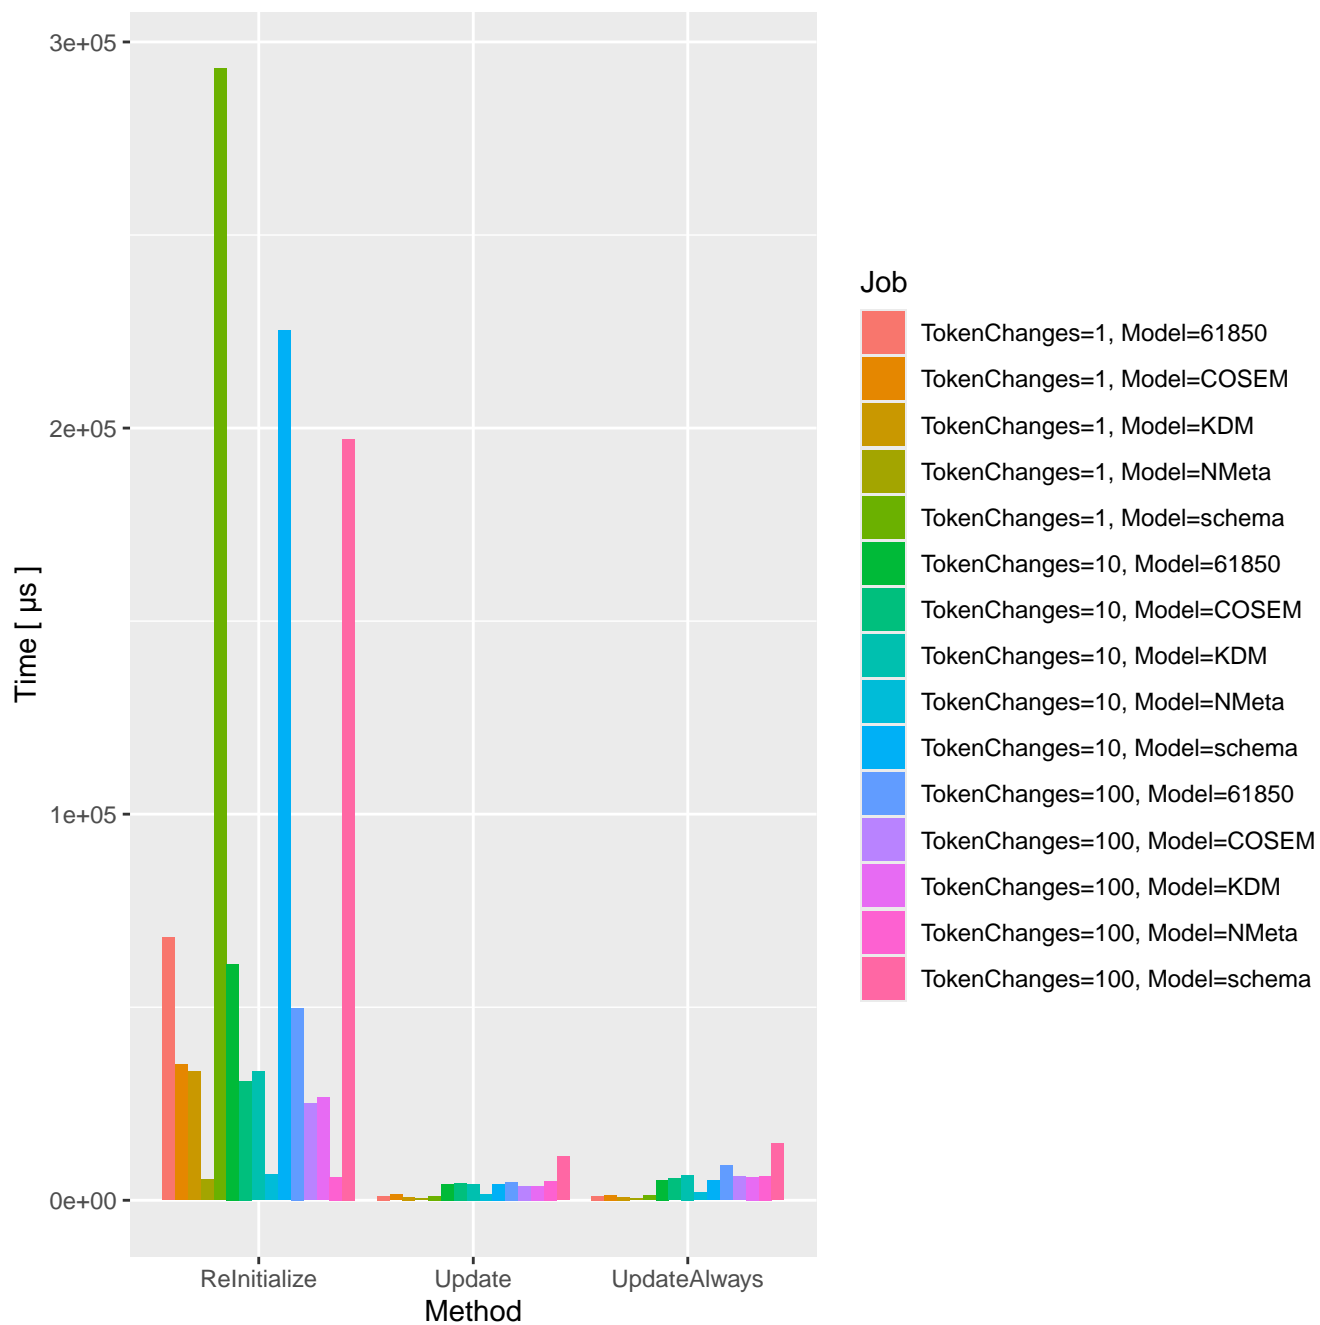 3e+05
2e+05
1e+05
0e+00
Time [ µs ]
ReInitialize
Update
UpdateAlways
Method
Job
TokenChanges=1, Model=61850
TokenChanges=1, Model=COSEM
TokenChanges=1, Model=KDM
TokenChanges=1, Model=NMeta
TokenChanges=1, Model=schema
TokenChanges=10, Model=61850
TokenChanges=10, Model=COSEM
TokenChanges=10, Model=KDM
TokenChanges=10, Model=NMeta
TokenChanges=10, Model=schema
TokenChanges=100, Model=61850
TokenChanges=100, Model=COSEM
TokenChanges=100, Model=KDM
TokenChanges=100, Model=NMeta
TokenChanges=100, Model=schema